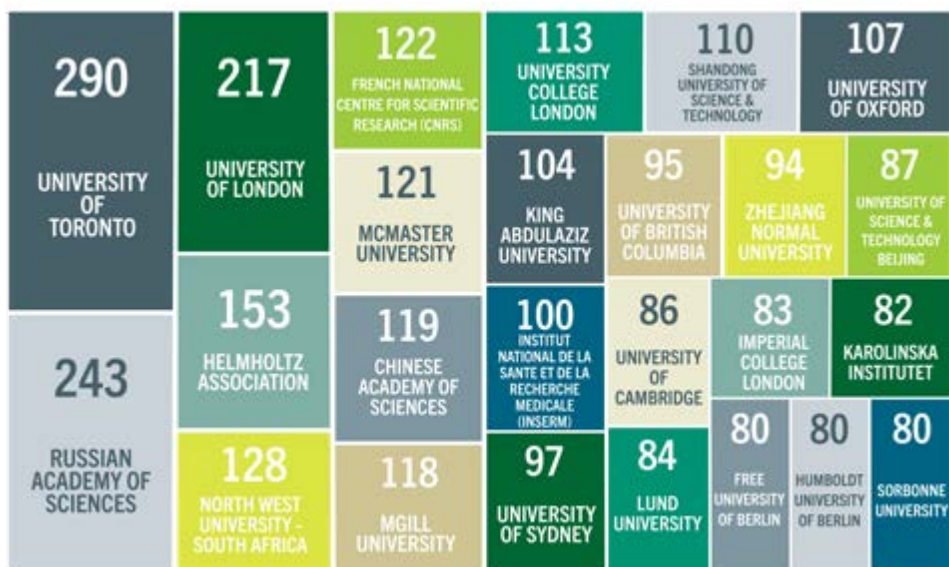 290
UNIVERSITY
OF
TORONTO
243
RUSSIAN
ACADEMY OF
SCIENCES
217
UNIVERSITY
OF LONDON
153
HELMHOLTZ
ASSOCIATION
128
NORTH WEST
UNIVERSITY -
SOUTH AFRICA
122
FRENCH NATIONAL
CENTRE FOR SCIENTIFIC
RESEARCH (CNRS)
121
MCMASTER
UNIVERSITY
119
CHINESE
ACADEMY OF
SCIENCES
118
MGILL
UNIVERSITY
113
UNIVERSITY
COLLEGE
LONDON
110
SHANDONG
UNIVERSITY OF
SCIENCE &
TECHNOLOGY
107
UNIVERSITY
OF OXFORD
104
KING
ABDULAZIZ
UNIVERSITY
95
UNIVERSITY
OF BRITISH
COLUMBIA
94
ZHEJIANG
NORMAL
UNIVERSITY
87
UNIVERSITY OF
SCIENCE &
TECHNOLOGY
BEIJING
100
INSTITUT
NATIONAL DE LA
SANTE ET DE LA
RECHERCHE
MEDICALE
(INSERM)
86
UNIVERSITY
OF
CAMBRIDGE
83
IMPERIAL
COLLEGE
LONDON
82
KAROLINSKA
INSTITUTET
97
UNIVERSITY
OF SYDNEY
84
LUND
UNIVERSITY
80
FREE
UNIVERSITY
OF BERLIN
80
HUMBOLDT
UNIVERSITY
OF BERLIN
80
SORBONNE
UNIVERSITY